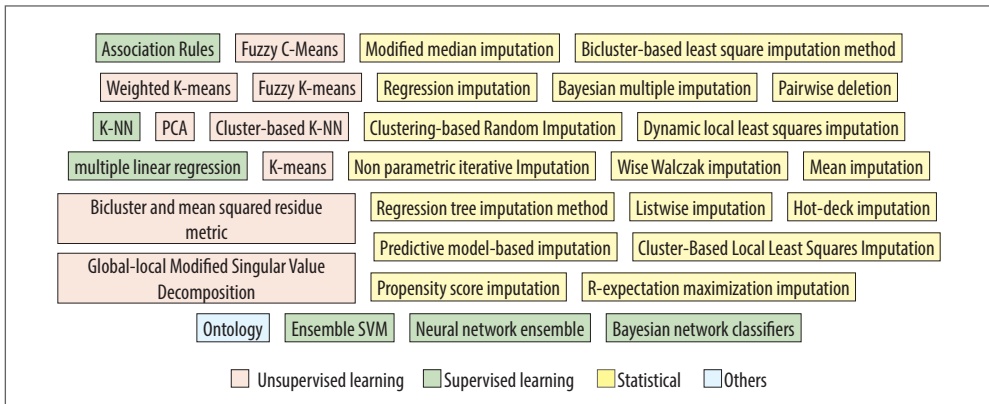 Association Rules Fuzzy C-Means Modified median imputation Bicluster-based least square imputation method
Weighted K-means Fuzzy K-means Regression imputation Bayesian multiple imputation Pairwise deletion
K-NN PCA Cluster-based K-NN Clustering-based Random Imputation Dynamic local least squares imputation
multiple linear regression K-means Non parametric iterative Imputation Wise Walczak imputation Mean imputation
Bicluster and mean squared residue
metric
Regression tree imputation method Listwise imputation Hot-deck imputation
Predictive model-based imputation Cluster-Based Local Least Squares Imputation
Global-local Modified Singular Value
Decomposition
Propensity score imputation R-expectation maximization imputation
Ontology Ensemble SVM Neural network ensemble Bayesian network classifiers
Unsupervised learning Supervised learning Statistical Others